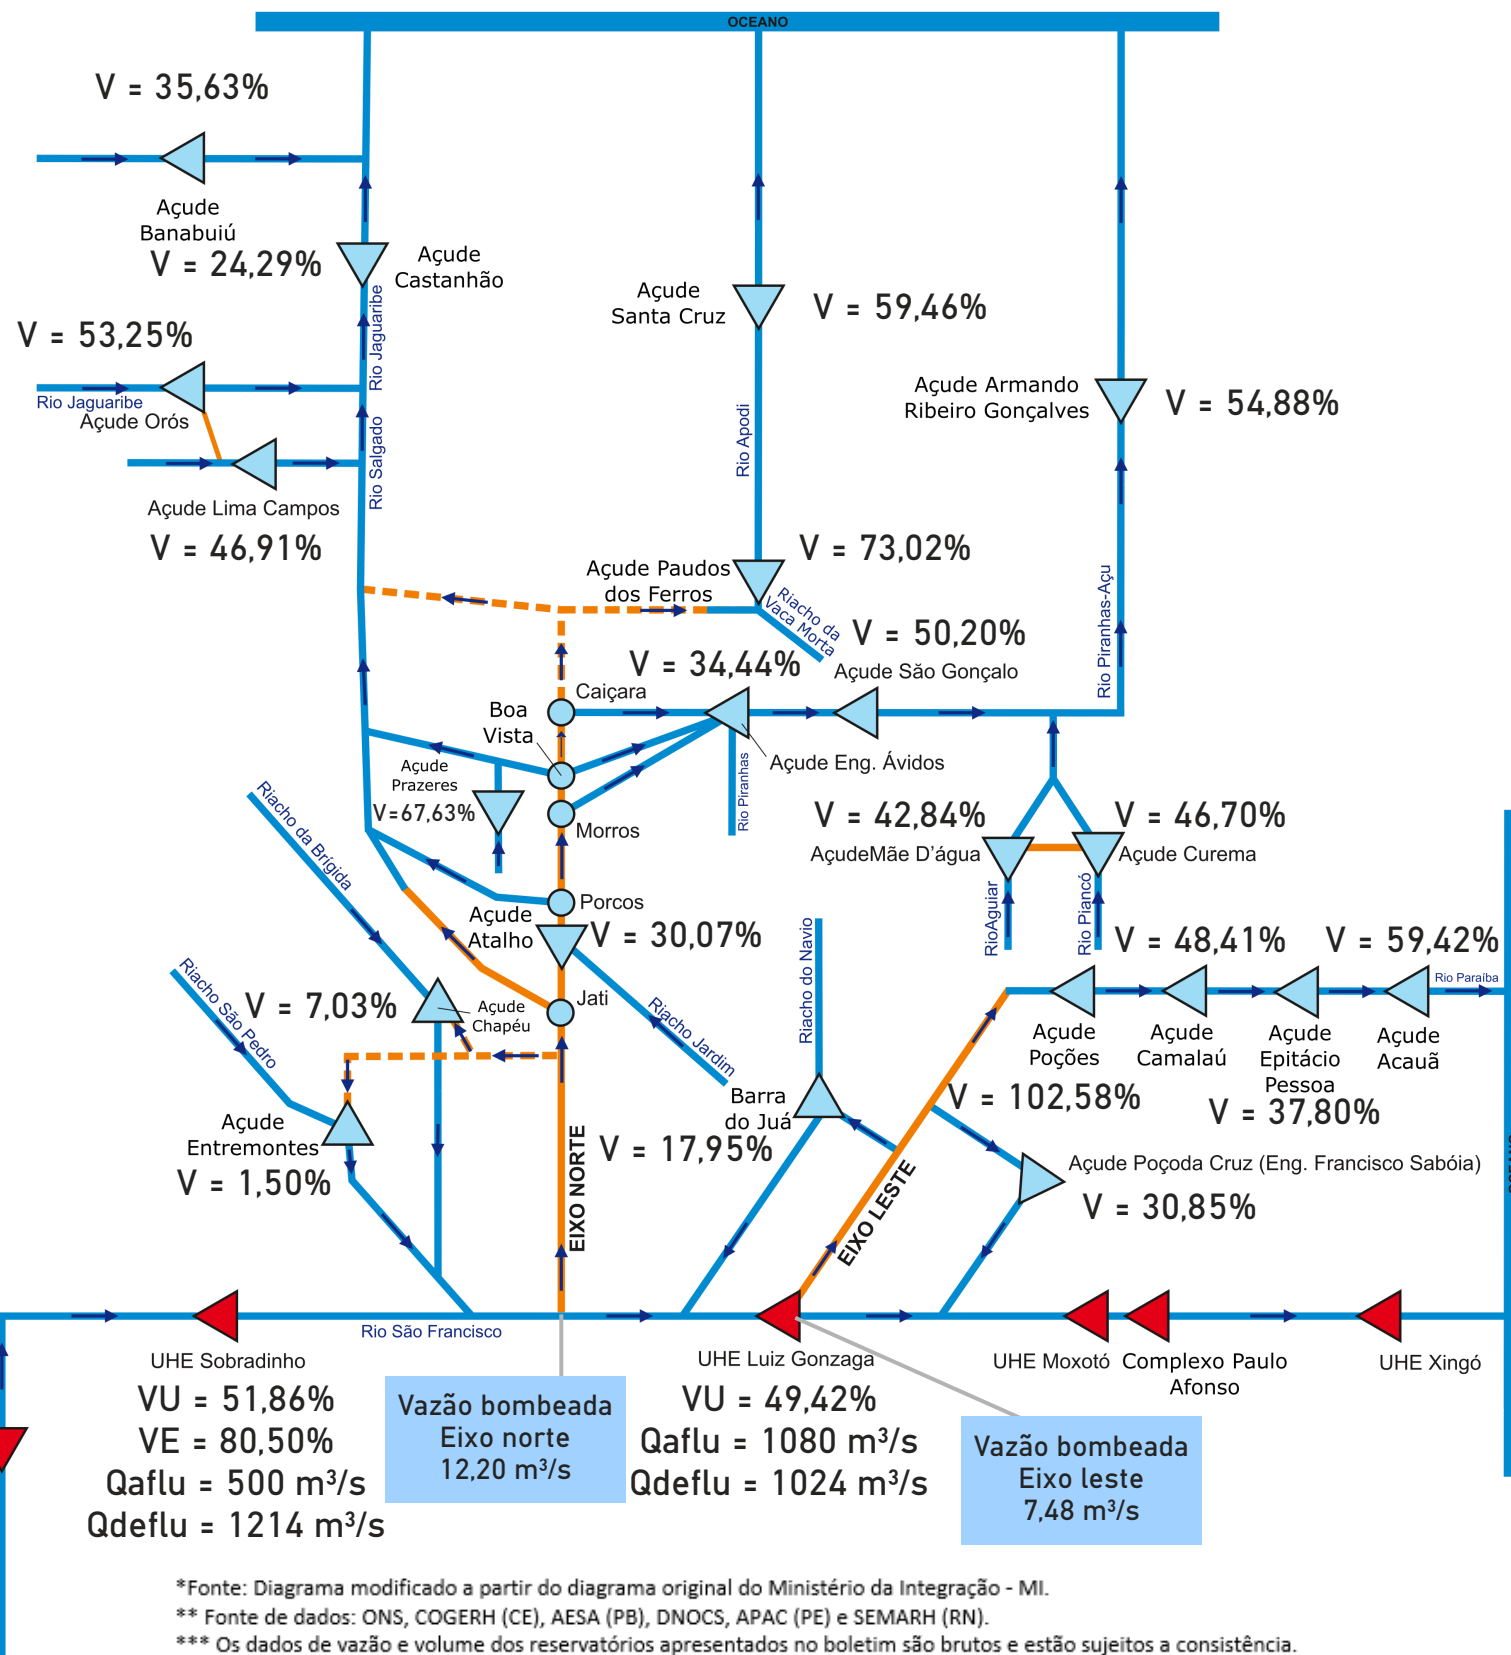 OCEANO
V = 35,63%
Açude
Banabuiú
V = 24,29%
Açude
Castanhão
Rio Jaguaribe
V = 53,25%
Rio Jaguaribe
Açude Orós
Rio Salgado
Açude Lima Campos
V = 46,91%
Açude
Santa Cruz
V = 59,46%
Rio Apodi
Açude Armando
Ribeiro Gonçalves
V = 54,88%
Rio Piranhas-Açu
Açude Paudos
dos Ferros
V = 73,02%
Riacho da
Vaca Morta
V = 50,20%
Açude São Gonçalo
V = 34,44%
Caiçara
Boa
Vista
Açude Eng. Ávidos
Rio Piranhas
Açude
Prazeres
V=67,63%
Morros
Riacho da Brígida
Porcos
Açude
Atalho
V = 30,07%
V = 42,84%
AçudeMãe D'água
RioAguiar
V = 46,70%
Açude Curema
Rio Piancó
V = 48,41%
V = 59,42%
Rio Paraíba
Riacho São Pedro
V = 7,03%
Açude
Chapéu
Jati
Riacho Jardim
Riacho do Navio
Açude
Poções
Açude
Camalaú
Açude
Epitácio
Pessoa
Açude
Acauã
V = 102,58%
V = 37,80%
Barra
do Juá
V = 17,95%
Açude
Entremontes
V = 1,50%
EIXO NORTE
EIXO LESTE
Açude Poçoda Cruz (Eng. Francisco Sabóia)
V = 30,85%
OCEANO
Rio São Francisco
UHE Sobradinho
VU = 51,86%
VE = 80,50%
Qaflu = 500 m³/s
Qdeflu = 1214 m³/s
Vazão bombeada
Eixo norte
12,20 m³/s
UHE Luiz Gonzaga
VU = 49,42%
Qaflu = 1080 m³/s
Qdeflu = 1024 m³/s
Vazão bombeada
Eixo leste
7,48 m³/s
UHE Moxotó
Complexo Paulo
Afonso
UHE Xingó
*Fonte: Diagrama modificado a partir do diagrama original do Ministério da Integração - MI.
** Fonte de dados: ONS, COGERH (CE), AESA (PB), DNOCS, APAC (PE) e SEMARH (RN).
*** Os dados de vazão e volume dos reservatórios apresentados no boletim são brutos e estão sujeitos a consistência.